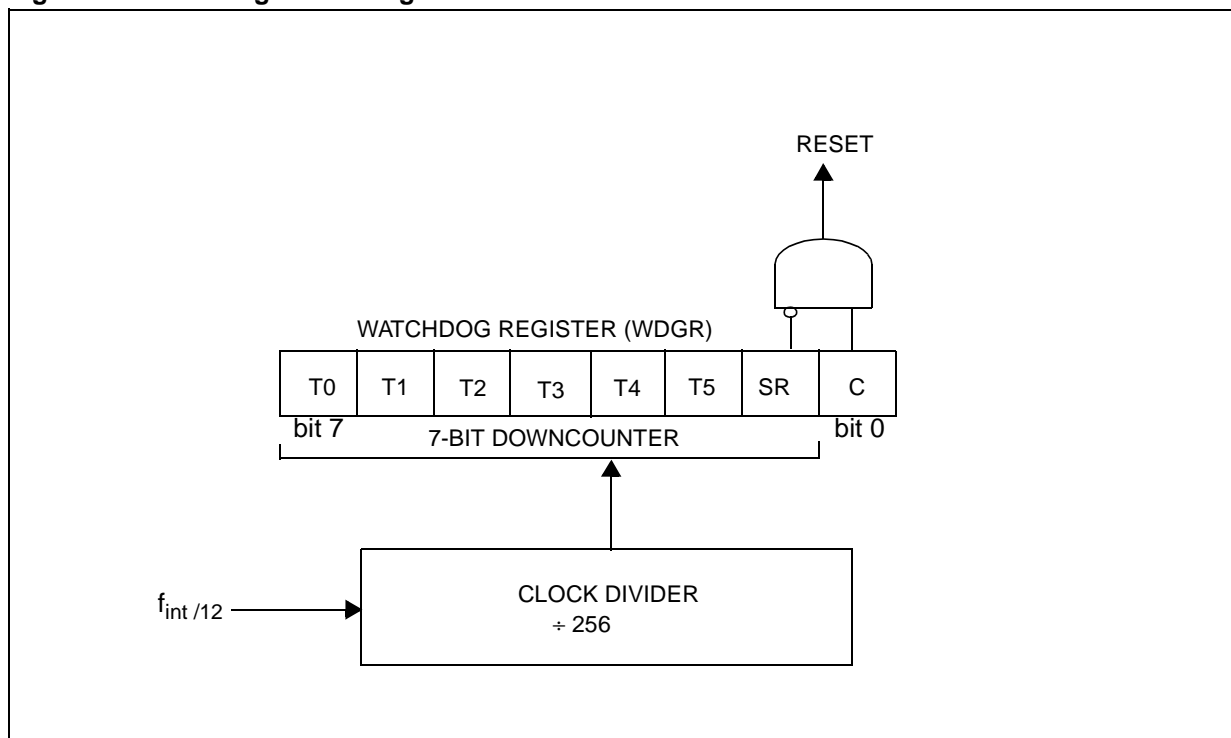 RESET
WATCHDOG REGISTER (WDGR)
T0 T1 T2 T3 T4 T5 SR C
bit 7 7-BIT DOWNCOUNTER bit 0
CLOCK DIVIDER
fint /12
÷ 256